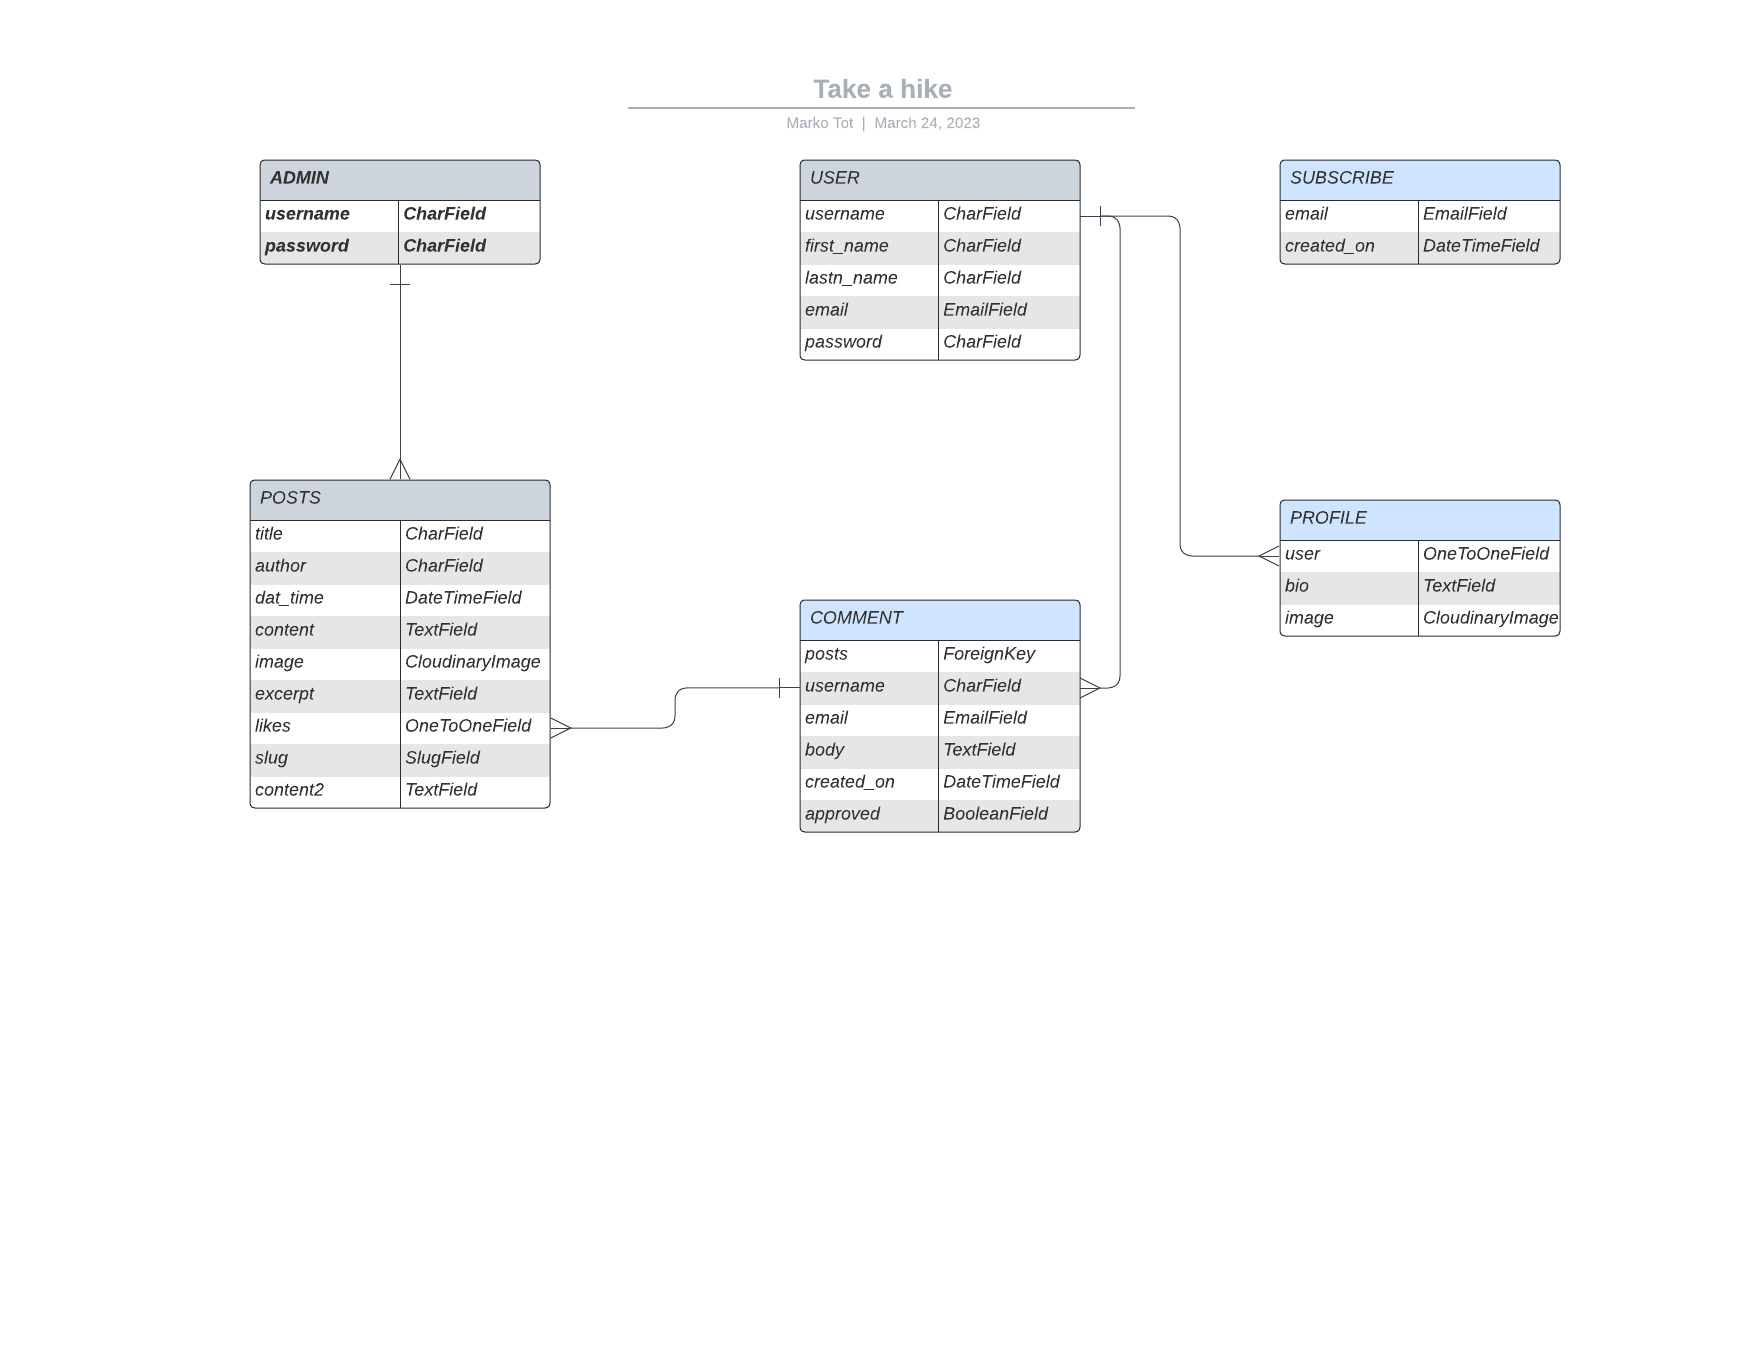 Take a hike
Marko Tot | March 24, 2023
ADMIN
username CharField
password CharField
USER
username CharField
first_name CharField
lastn_name CharField
email EmailField
password CharField
SUBSCRIBE
email EmailField
created_on DateTimeField
POSTS
title CharField
author CharField
dat_time DateTimeField
content TextField
image CloudinaryImage
excerpt TextField
likes OneToOneField
slug SlugField
content2 TextField
COMMENT
posts ForeignKey
username CharField
email EmailField
body TextField
created_on DateTimeField
approved BooleanField
PROFILE
user OneToOneField
bio TextField
image CloudinaryImage